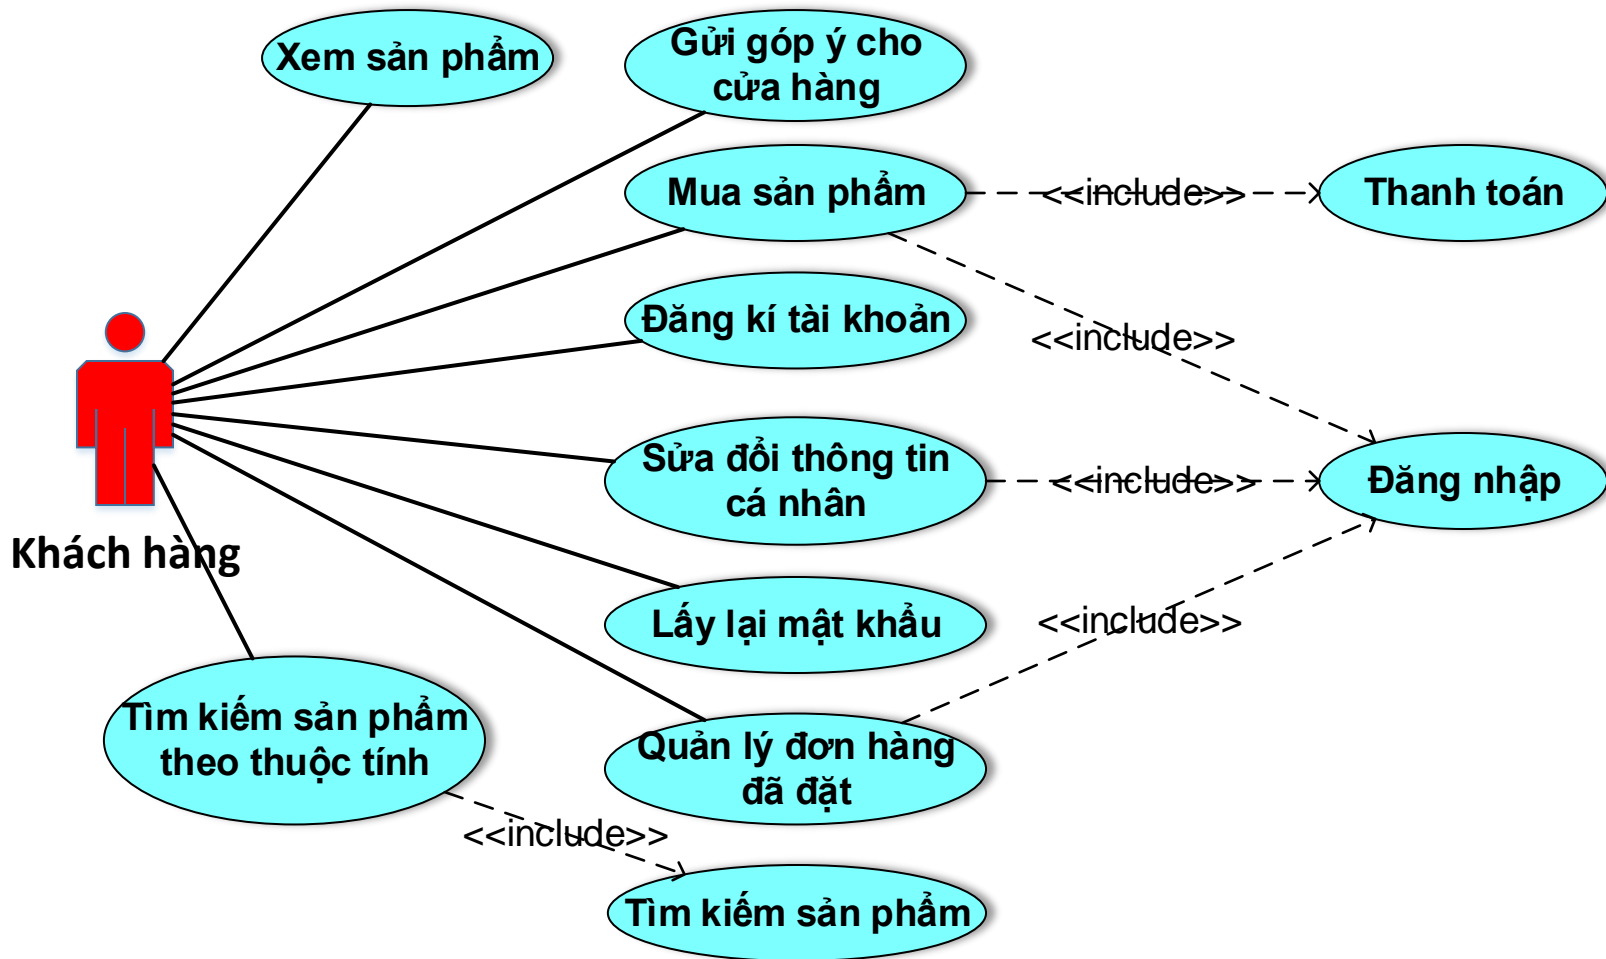 Xem sản phẩm
Gửi góp ý cho
cửa hàng
Mua sản phẩm
<<include>>
Thanh toán
Đăng kí tài khoản
<<include>>
Sửa đổi thông tin
cá nhân
<<include>>
Đăng nhập
Khách hàng
Lấy lại mật khẩu
<<include>>
Tìm kiếm sản phẩm
theo thuộc tính
Quản lý đơn hàng
đã đặt
<<include>>
Tìm kiếm sản phẩm